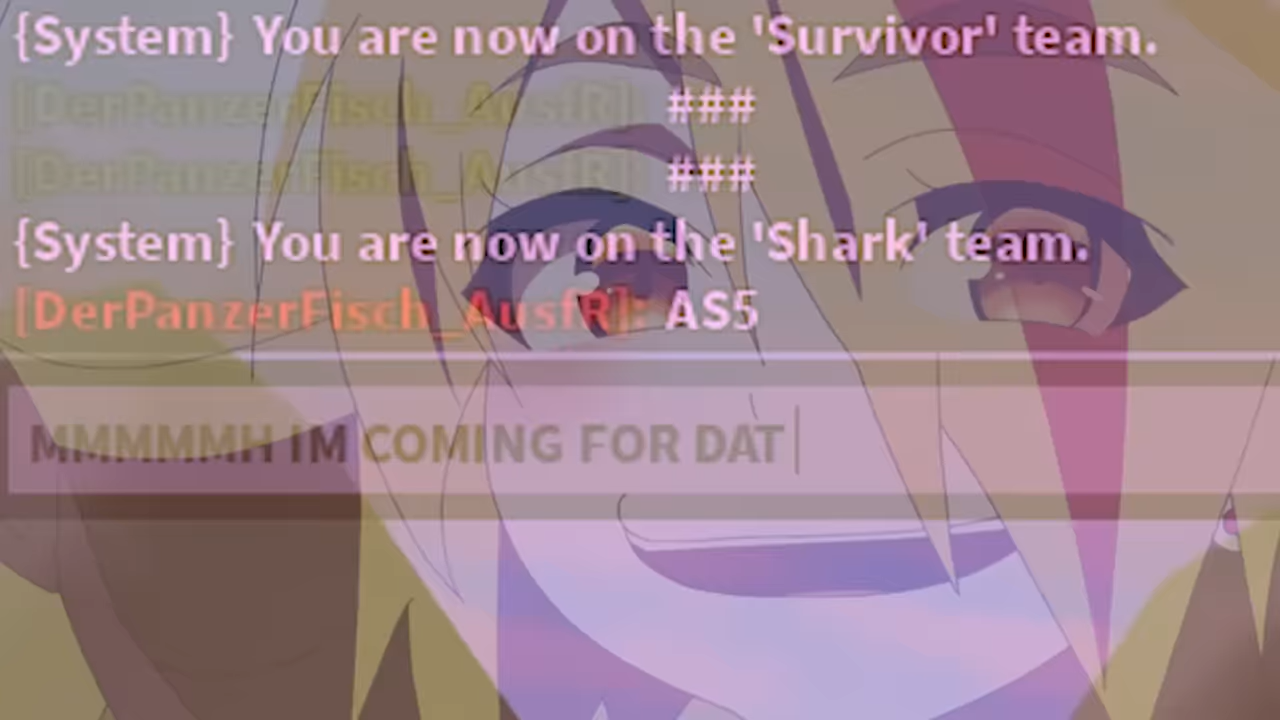 {System} You are now on the 'Survivor' team.
[DerPanzerFisch_AusfR]: ###
[DerPanzerFisch_AusfR]: ###
{System} You are now on the 'Shark' team.
[DerPanzerFisch_AusfR]: AS5
MMMMMH IM COMING FOR DAT